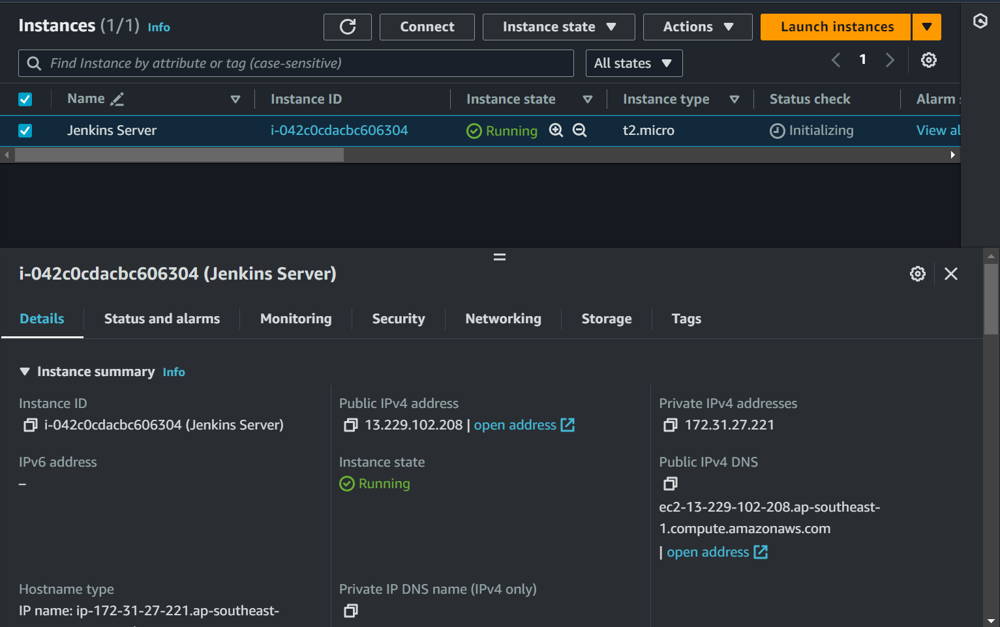 Instances (1/1) Info
Connect
Instance state
Actions
Launch instances
Find Instance by attribute or tag (case-sensitive)
All states
1
Name
Instance ID
Instance state
Instance type
Status check
Alarm
Jenkins Server
i-042c0cdacbc606304
Running
t2.micro
Initializing
View al
i-042c0cdacbc606304 (Jenkins Server)
Details
Status and alarms
Monitoring
Security
Networking
Storage
Tags
Instance summary Info
Instance ID
i-042c0cdacbc606304 (Jenkins Server)
Public IPv4 address
13.229.102.208 | open address
Private IPv4 addresses
172.31.27.221
IPv6 address
–
Instance state
Running
Public IPv4 DNS
ec2-13-229-102-208.ap-southeast-
1.compute.amazonaws.com
| open address
Hostname type
IP name: ip-172-31-27-221.ap-southeast-
Private IP DNS name (IPv4 only)